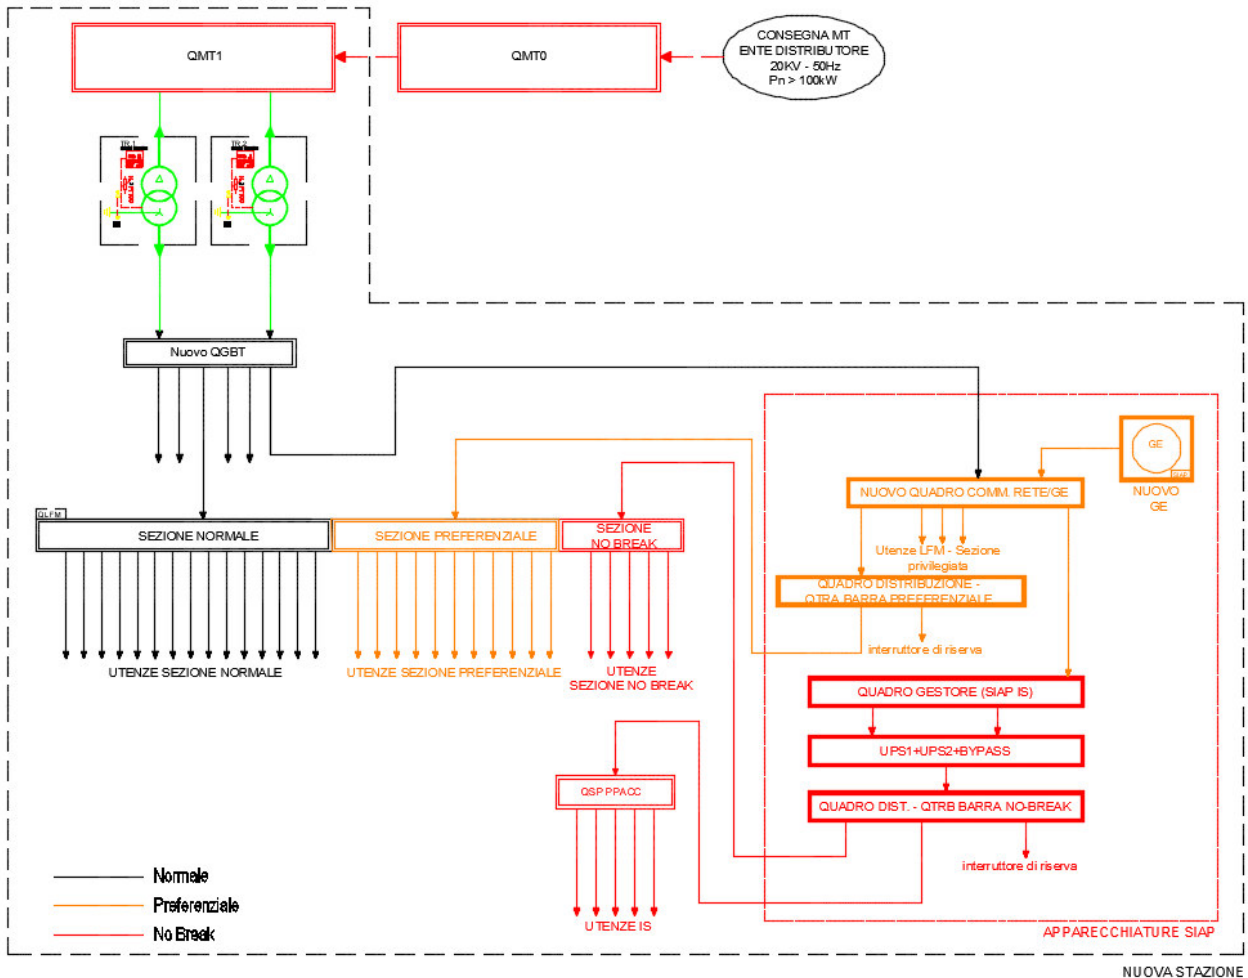 QMT1
QMT0
CONSEGNA MT
ENTE DISTRIBUTORE
20KV - 50Hz
Pn > 100kW
TR.1
TR.2
Nuovo QGBT
GE
SIAP
NUOVO
GE
NUOVO QUADRO COMM. RETE/GE
QLFM
SEZIONE NORMALE
SEZIONE PREFERENZIALE
SEZIONE
NO BREAK
Utenze LFM - Sezione
privilegiata
QUADRO DISTRIBUZIONE -
QTRA BARRA PREFERENZIALE
interruttore di riserva
UTENZE SEZIONE NORMALE
UTENZE SEZIONE PREFERENZIALE
UTENZE
SEZIONE NO BREAK
QUADRO GESTORE (SIAP IS)
UPS1+UPS2+BYPASS
QSP PPACC
QUADRO DIST. - QTRB BARRA NO-BREAK
interruttore di riserva
UTENZE IS
Normale
Preferenziale
No Break
APPARECCHIATURE SIAP
NUOVA STAZIONE